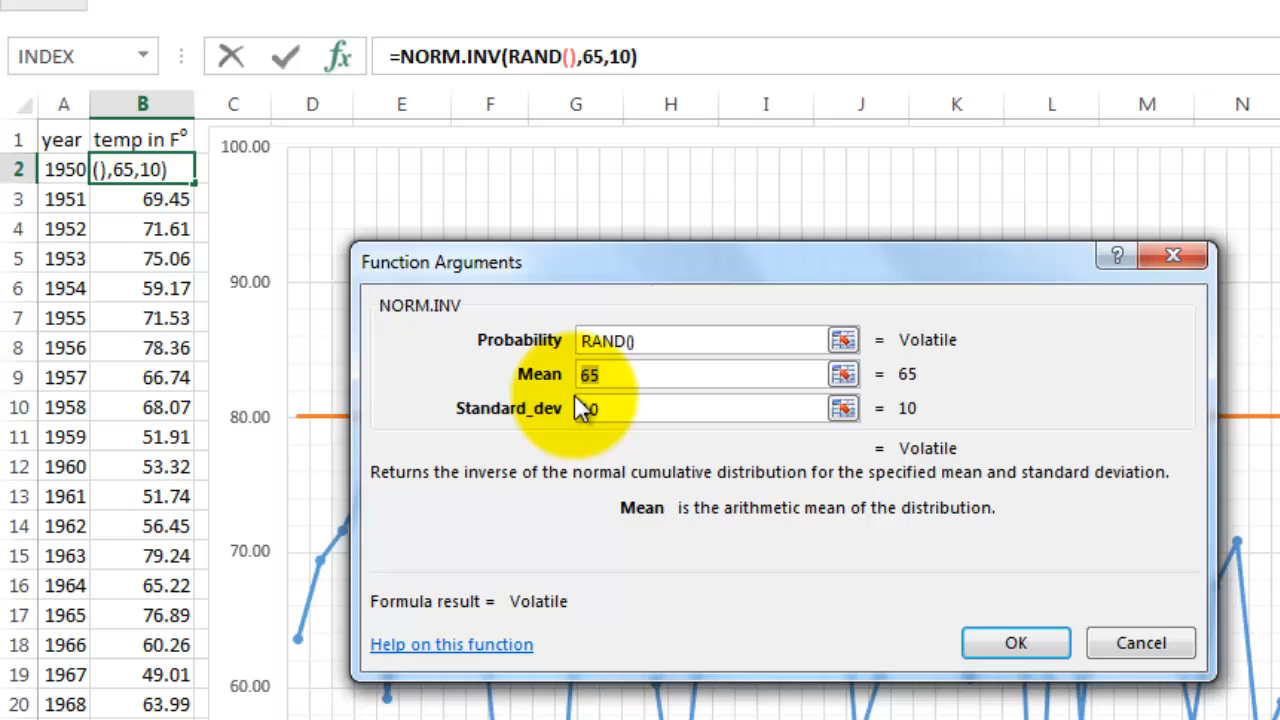 INDEX
fx
=NORM.INV(RAND(),65,10)
A B C D E F G H I J K L M N
1 year temp in Fº
2 1950 (),65,10)
3 1951 69.45
4 1952 71.61
5 1953 75.06
6 1954 59.17
7 1955 71.53
8 1956 78.36
9 1957 66.74
10 1958 68.07
11 1959 51.91
12 1960 53.32
13 1961 51.74
14 1962 56.45
15 1963 79.24
16 1964 65.22
17 1965 76.89
18 1966 60.26
19 1967 49.01
20 1968 63.99
100.00
90.00
80.00
70.00
60.00
Function Arguments
?
NORM.INV
Probability RAND() = Volatile
Mean 65 = 65
Standard_dev 0 = 10
= Volatile
Returns the inverse of the normal cumulative distribution for the specified mean and standard deviation.
Mean is the arithmetic mean of the distribution.
Formula result = Volatile
Help on this function
OK
Cancel